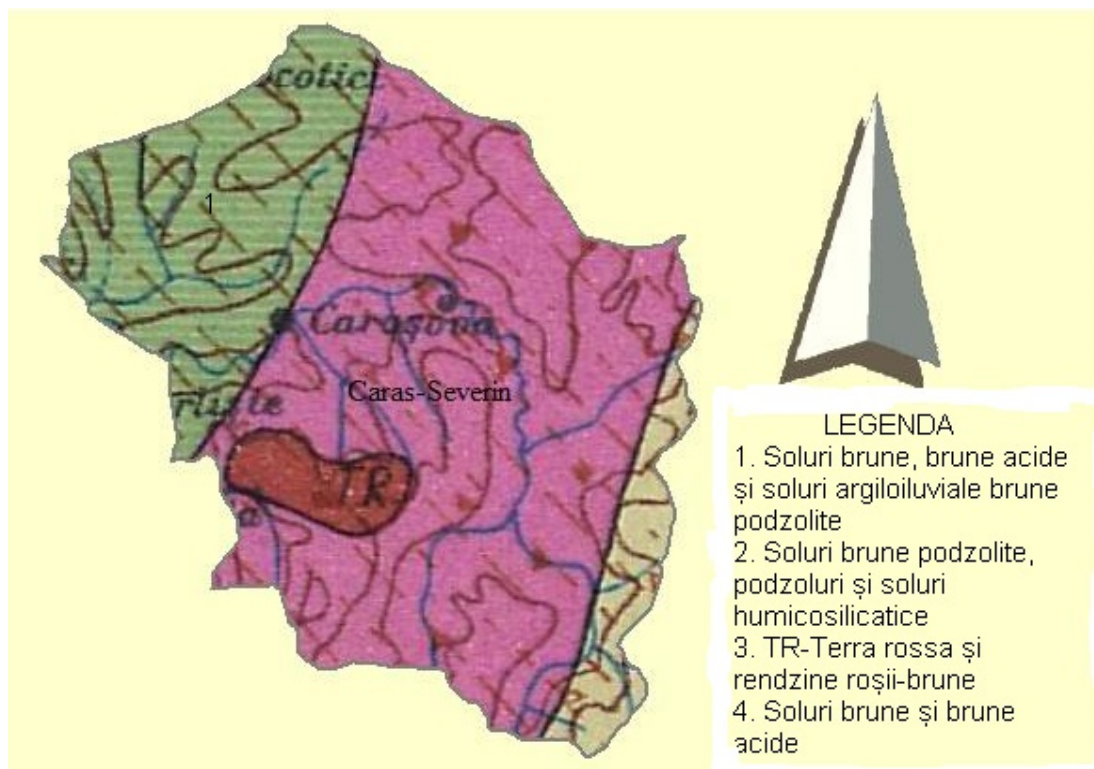 1
Carașova
Caras-Severin
TR
LEGENDA
1. Soluri brune, brune acide
și soluri argiloiluviale brune
podzolite
2. Soluri brune podzolite,
podzoluri și soluri
humicosilicatice
3. TR-Terra rossa și
rendzine roșii-brune
4. Soluri brune și brune
acide